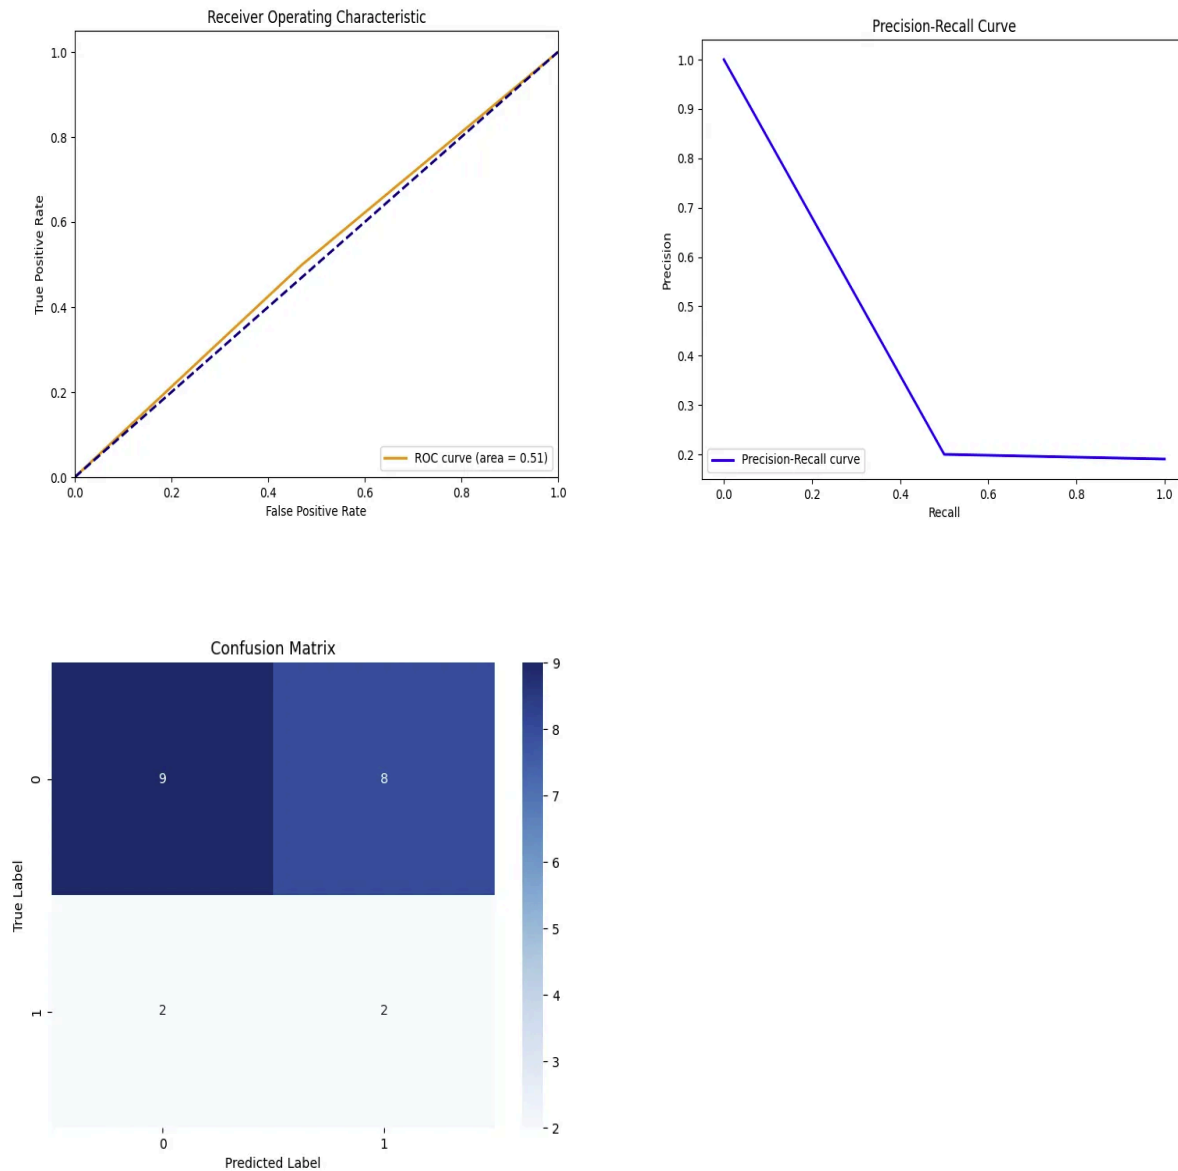 Receiver Operating Characteristic
1.0
0.8
0.6
0.4
0.2
0.0
True Positive Rate
0.0 0.2 0.4 0.6 0.8 1.0
False Positive Rate
ROC curve (area = 0.51)
Precision-Recall Curve
1.0
0.9
0.8
0.7
0.6
0.5
0.4
0.3
0.2
Precision
0.0 0.2 0.4 0.6 0.8 1.0
Recall
Precision-Recall curve
Confusion Matrix
0
1
True Label
9 8
2 2
0 1
Predicted Label
9
8
7
6
5
4
3
2